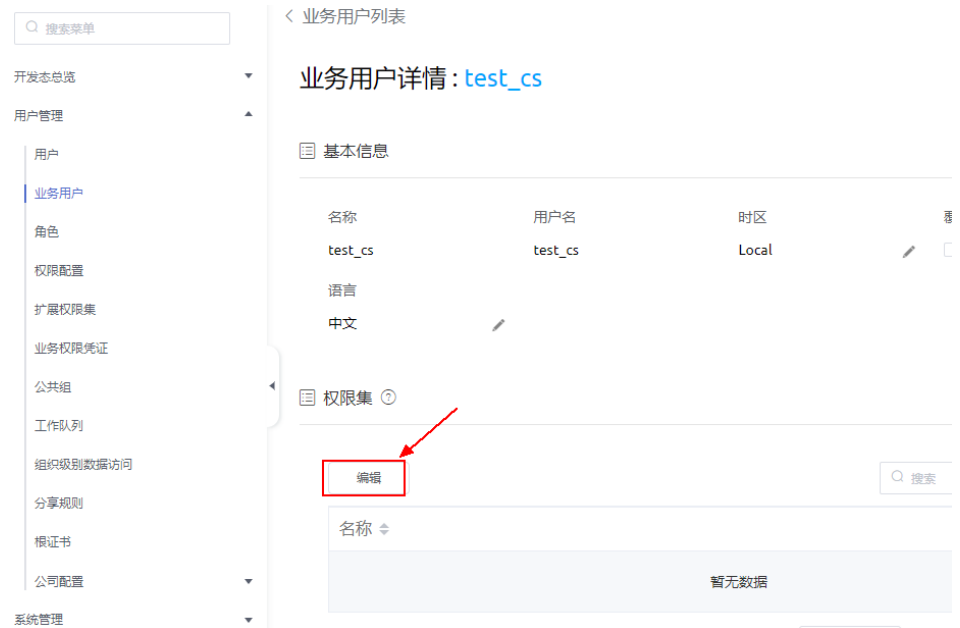 搜索菜单
开发态总览
用户管理
用户
业务用户
角色
权限配置
扩展权限集
业务权限凭证
公共组
工作队列
组织级别数据访问
分享规则
根证书
公司配置
系统管理
业务用户列表
业务用户详情 : test_cs
基本信息
名称 用户名 时区
test_cs test_cs Local
语言
中文
权限集 ?
编辑 搜索
名称
暂无数据